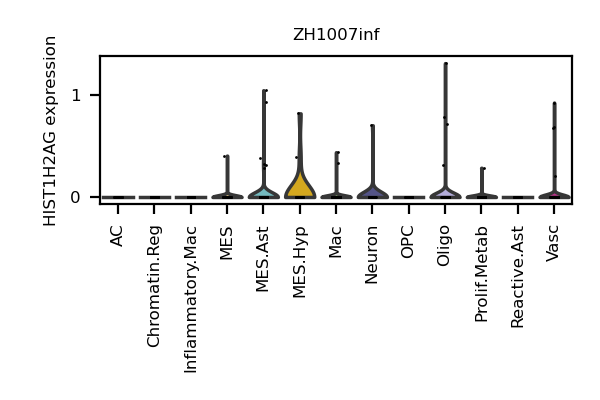 ZH1007inf
HIST1H2AG expression
1
0
AC
Chromatin.Reg
Inflammatory.Mac
MES
MES.Ast
MES.Hyp
Mac
Neuron
OPC
Oligo
Prolif.Metab
Reactive.Ast
Vasc